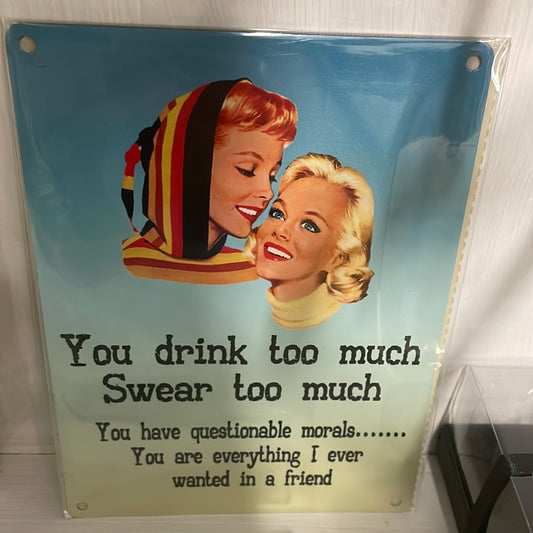 You drink too much
Swear too much
You have questionable morals.......
You are everything I ever
wanted in a friend